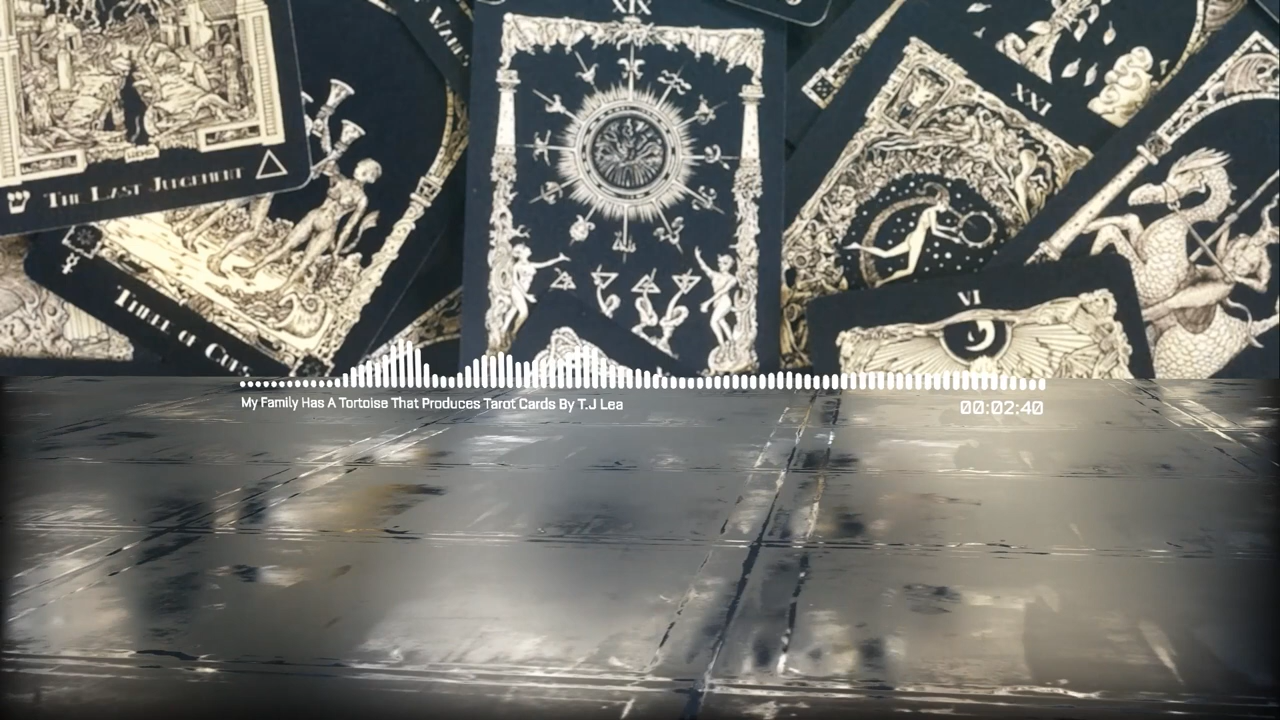 XIX
XXI
ש The Last Judgement
VI
Three of Cups
My Family Has A Tortoise That Produces Tarot Cards By T.J Lea
00:02:40